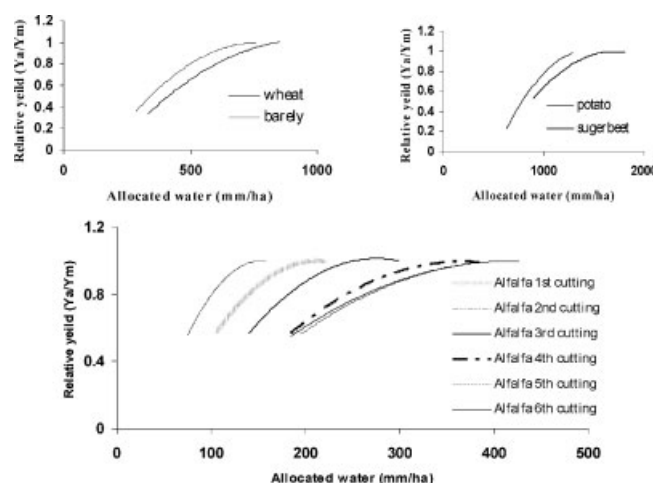 Relative yeild (Ya/Ym)
1.2
1
0.8
0.6
0.4
0.2
0
wheat
barely
0 500 1000
Allocated water (mm/ha)
Relative yeild (Ya/Ym)
1.2
1
0.8
0.6
0.4
0.2
0
potato
sugerbeet
0 1000 2000
Allocated water (mm/ha)
Relative yeild (Ya/Ym)
1.2
0.8
0.4
0
Alfalfa 1st cutting
Alfalfa 2nd cutting
Alfalfa 3rd cutting
Alfalfa 4th cutting
Alfalfa 5th cutting
Alfalfa 6th cutting
0 100 200 300 400 500
Allocated water (mm/ha)